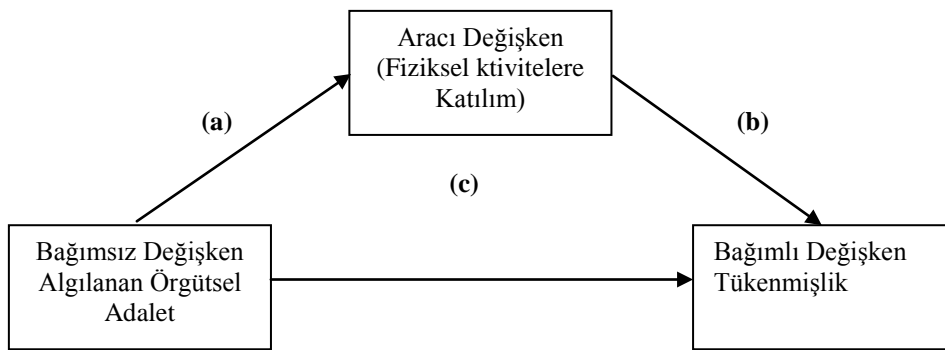 Aracı Değişken
(Fiziksel ktivitelere
Katılım)
(a)
(b)
(c)
Bağımsız Değişken
Algılanan Örgütsel
Adalet
Bağımlı Değişken
Tükenmişlik